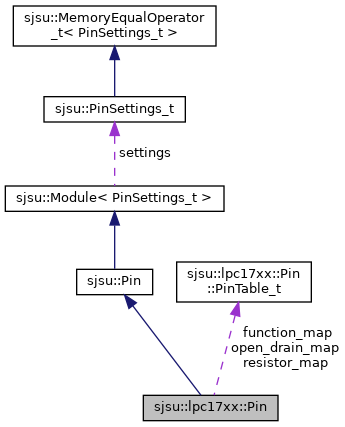 sjsu::MemoryEqualOperator
_t< PinSettings_t >
sjsu::PinSettings_t
settings
sjsu::Module< PinSettings_t >
sjsu::Pin
sjsu::lpc17xx::Pin
::PinTable_t
function_map
open_drain_map
resistor_map
sjsu::lpc17xx::Pin